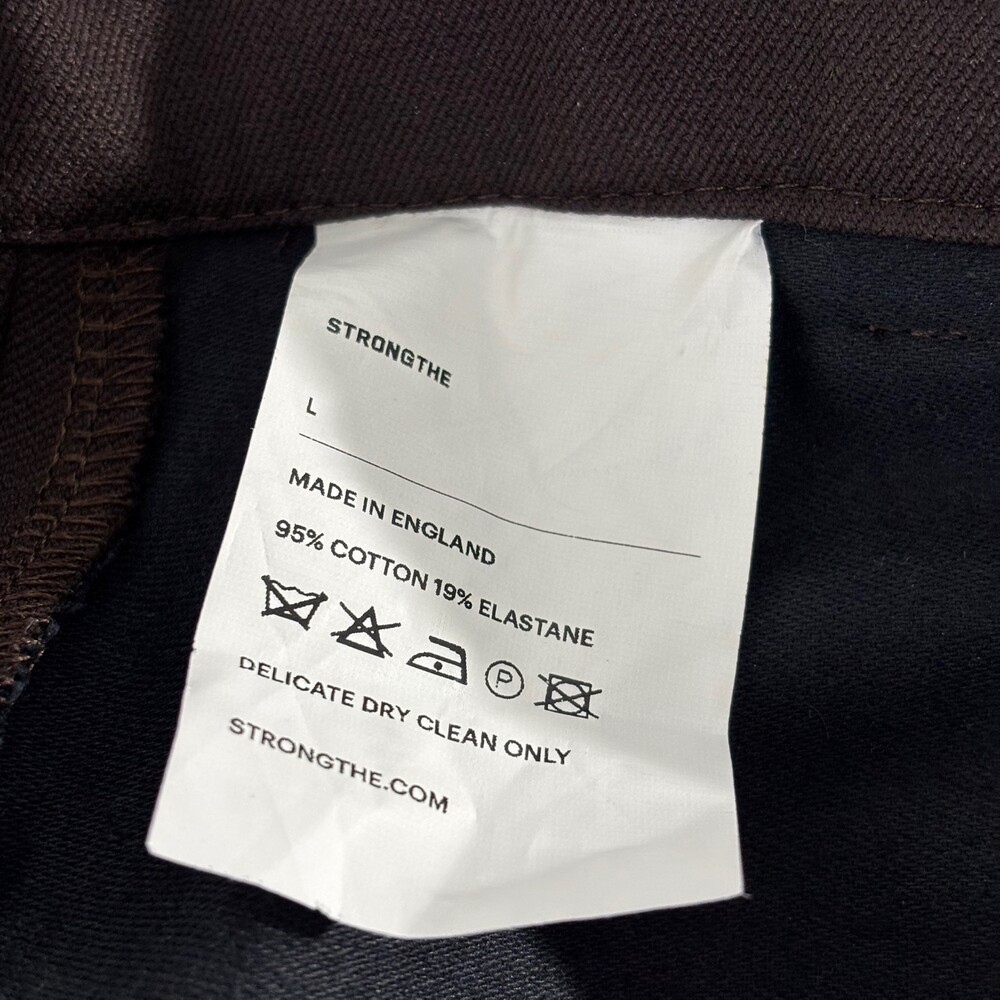 STRONGTHE
L
MADE IN ENGLAND
95% COTTON 19% ELASTANE
P
DELICATE DRY CLEAN ONLY
STRONGTHE.COM